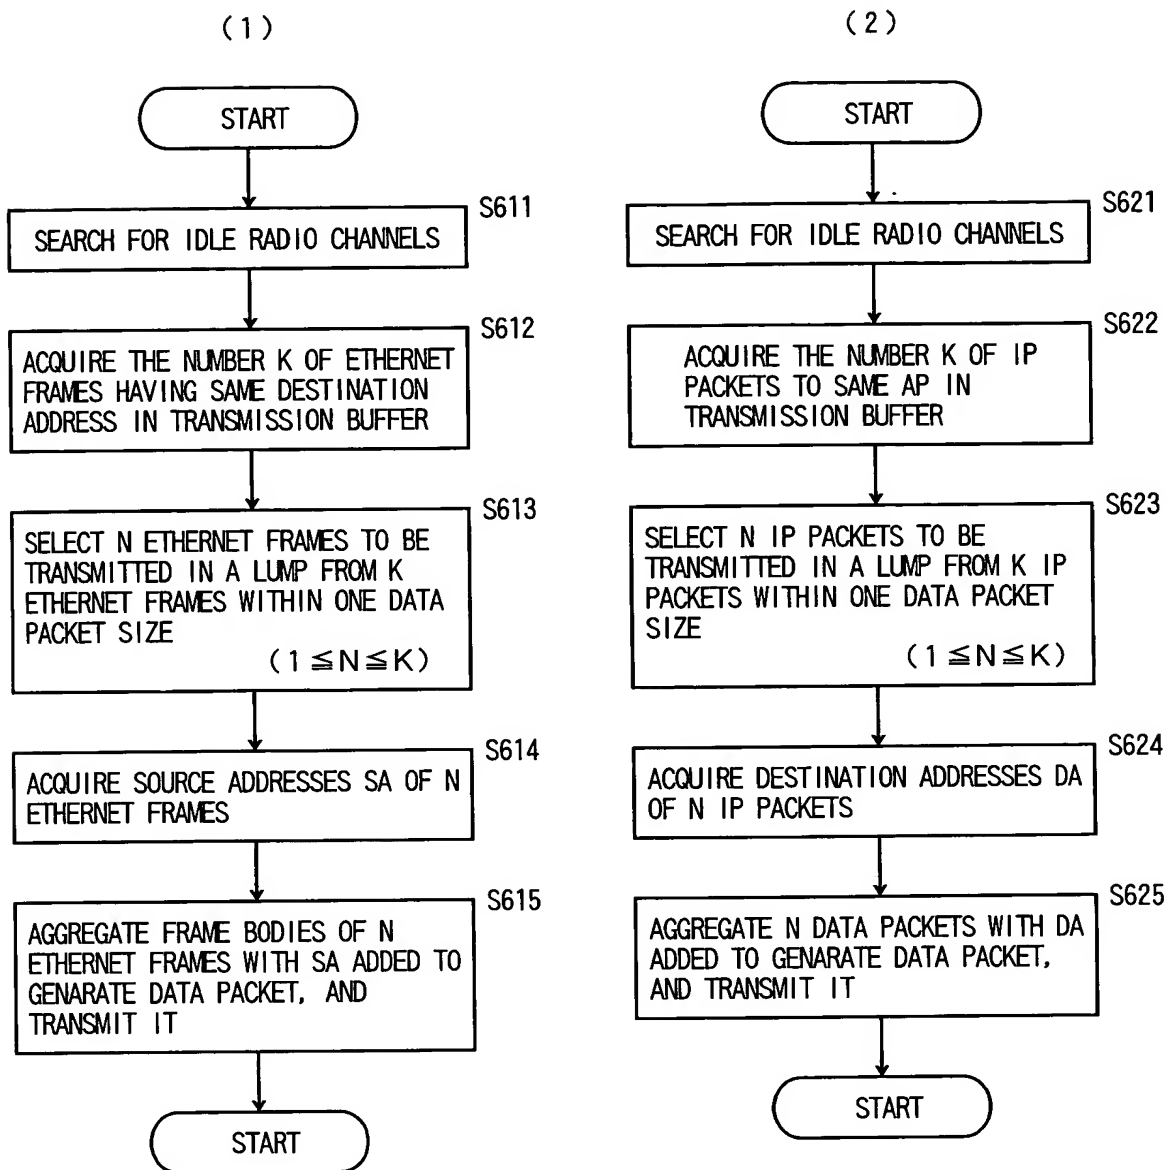 (1)
START
S611
SEARCH FOR IDLE RADIO CHANNELS
S612
ACQUIRE THE NUMBER K OF ETHERNET
FRAMES HAVING SAME DESTINATION
ADDRESS IN TRANSMISSION BUFFER
S613
SELECT N ETHERNET FRAMES TO BE
TRANSMITTED IN A LUMP FROM K
ETHERNET FRAMES WITHIN ONE DATA
PACKET SIZE
(1≦N≦K)
S614
ACQUIRE SOURCE ADDRESSES SA OF N
ETHERNET FRAMES
S615
AGGREGATE FRAME BODIES OF N
ETHERNET FRAMES WITH SA ADDED TO
GENARATE DATA PACKET, AND
TRANSMIT IT
START
(2)
START
S621
SEARCH FOR IDLE RADIO CHANNELS
S622
ACQUIRE THE NUMBER K OF IP
PACKETS TO SAME AP IN
TRANSMISSION BUFFER
S623
SELECT N IP PACKETS TO BE
TRANSMITTED IN A LUMP FROM K IP
PACKETS WITHIN ONE DATA PACKET
SIZE
(1≦N≦K)
S624
ACQUIRE DESTINATION ADDRESSES DA
OF N IP PACKETS
S625
AGGREGATE N DATA PACKETS WITH DA
ADDED TO GENARATE DATA PACKET,
AND TRANSMIT IT
START